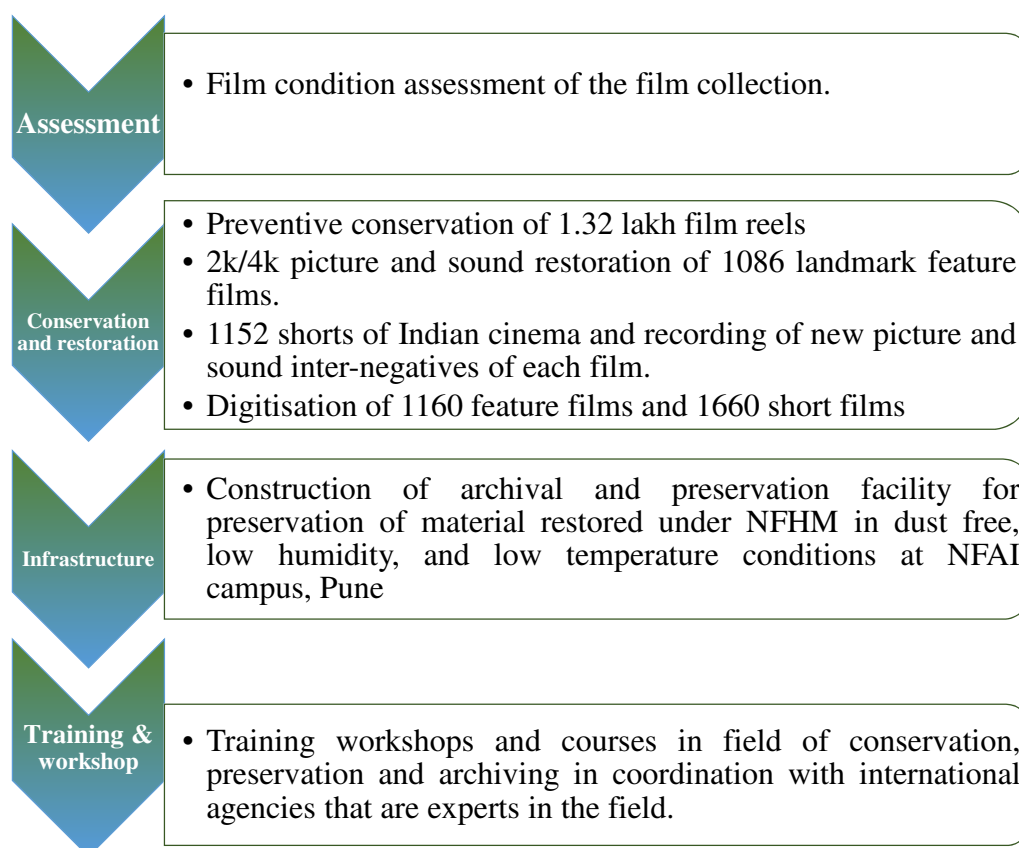 Assessment
• Film condition assessment of the film collection.
Conservation
and restoration
• Preventive conservation of 1.32 lakh film reels
• 2k/4k picture and sound restoration of 1086 landmark feature
films.
• 1152 shorts of Indian cinema and recording of new picture and
sound inter-negatives of each film.
• Digitisation of 1160 feature films and 1660 short films
Infrastructure
• Construction of archival and preservation facility for
preservation of material restored under NFHM in dust free,
low humidity, and low temperature conditions at NFAI
campus, Pune
Training &
workshop
• Training workshops and courses in field of conservation,
preservation and archiving in coordination with international
agencies that are experts in the field.